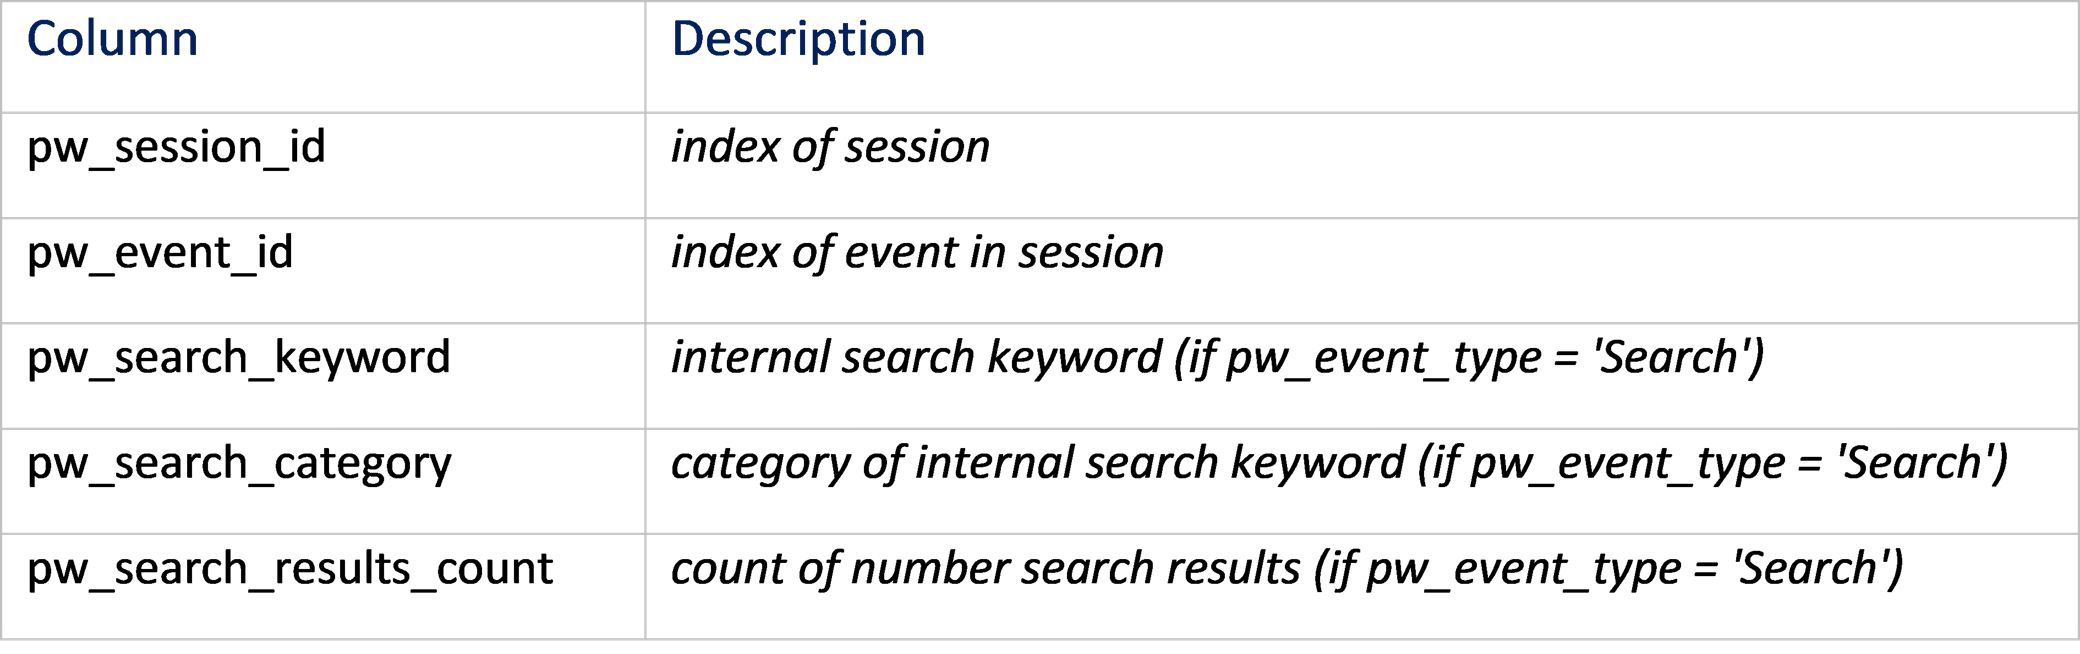 Column Description
pw_session_id index of session
pw_event_id index of event in session
pw_search_keyword internal search keyword (if pw_event_type = 'Search')
pw_search_category category of internal search keyword (if pw_event_type = 'Search')
pw_search_results_count count of number search results (if pw_event_type = 'Search')